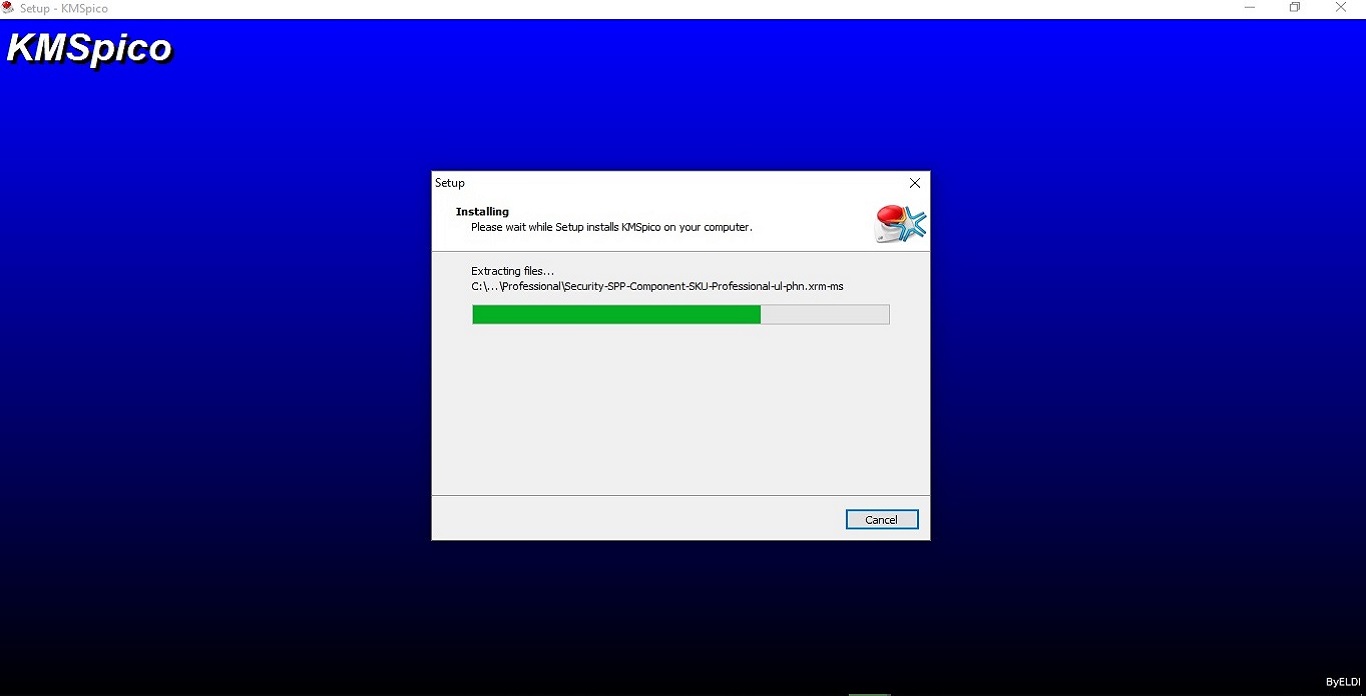 Setup - KMSpico
KMSpico
Setup
Installing
Please wait while Setup installs KMSpico on your computer.
Extracting files...
C:\...\Professional\Security-SPP-Component-SKU-Professional-ul-phn.xrm-ms
Cancel
ByELDI